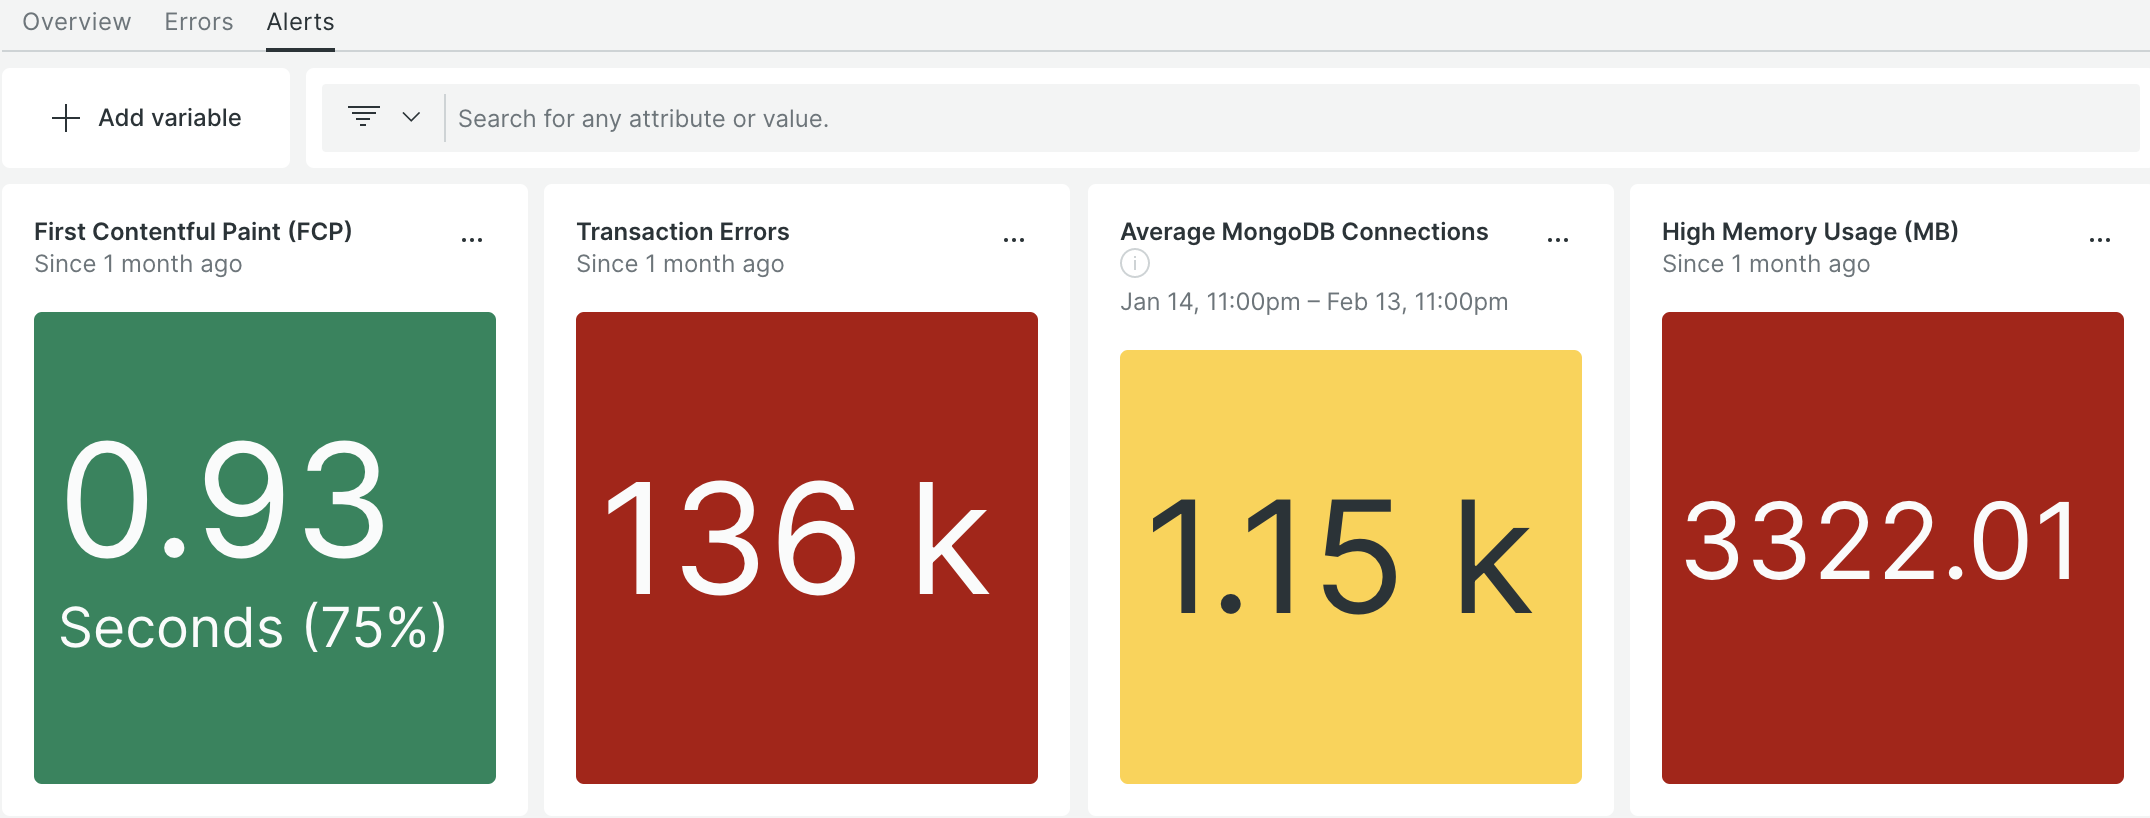 Overview Errors Alerts
Add variable
Search for any attribute or value.
First Contentful Paint (FCP)
Since 1 month ago
0.93
Seconds (75%)
Transaction Errors
Since 1 month ago
136 k
Average MongoDB Connections
Jan 14, 11:00pm – Feb 13, 11:00pm
1.15 k
High Memory Usage (MB)
Since 1 month ago
3322.01